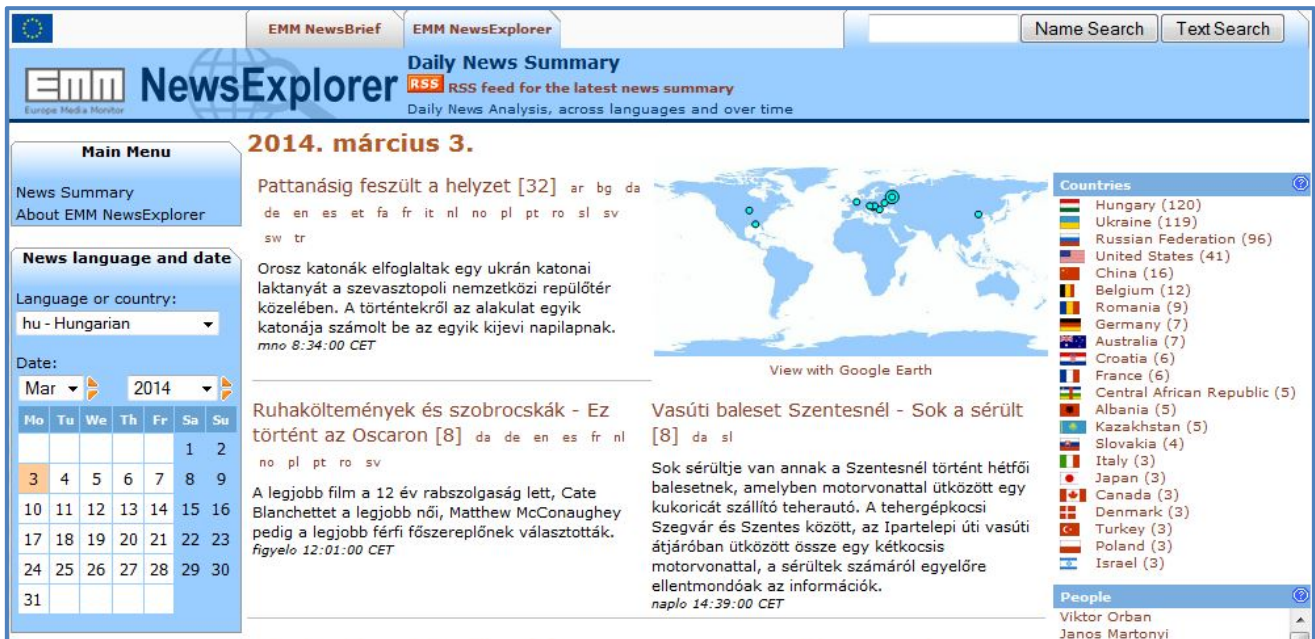 EMM NewsBrief
EMM NewsExplorer
Name Search
Text Search
EMM
Europe Media Monitor
NewsExplorer
Daily News Summary
RSS RSS feed for the latest news summary
Daily News Analysis, across languages and over time
Main Menu
News Summary
About EMM NewsExplorer
News language and date
Language or country:
hu - Hungarian
Date:
Mar 2014
Mo Tu We Th Fr Sa Su
1 2
3 4 5 6 7 8 9
10 11 12 13 14 15 16
17 18 19 20 21 22 23
24 25 26 27 28 29 30
31
2014. március 3.
Pattanásig feszült a helyzet [32] ar bg da
de en es et fa fr it nl no pl pt ro sl sv
sw tr
Orosz katonák elfoglaltak egy ukrán katonai
laktanyát a szevasztopoli nemzetközi repülőtér
közelében. A történtekről az alakulat egyik
katonája számolt be az egyik kijevi napilapnak.
mno 8:34:00 CET
View with Google Earth
Ruhaköltemények és szobrocskák - Ez
történt az Oscaron [8] da de en es fr nl
no pl pt ro sv
A legjobb film a 12 év rabszolgaság lett, Cate
Blanchettet a legjobb női, Matthew McConaughey
pedig a legjobb férfi főszereplőnek választották.
figyelo 12:01:00 CET
Vasúti baleset Szentesnél - Sok a sérült
[8] da sl
Sok sérültje van annak a Szentesnél történt hétfői
balesetnek, amelyben motorvonattal ütközött egy
kukoricát szállító teherautó. A tehergépkocsi
Szegvár és Szentes között, az Ipartelepi úti vasúti
átjáróban ütközött össze egy kétkocsis
motorvonattal, a sérültek számáról egyelőre
ellentmondóak az információk.
naplo 14:39:00 CET
Countries
Hungary (120)
Ukraine (119)
Russian Federation (96)
United States (41)
China (16)
Belgium (12)
Romania (9)
Germany (7)
Australia (7)
Croatia (6)
France (6)
Central African Republic (5)
Albania (5)
Kazakhstan (5)
Slovakia (4)
Italy (3)
Japan (3)
Canada (3)
Denmark (3)
Turkey (3)
Poland (3)
Israel (3)
People
Viktor Orban
Janos Martonyi